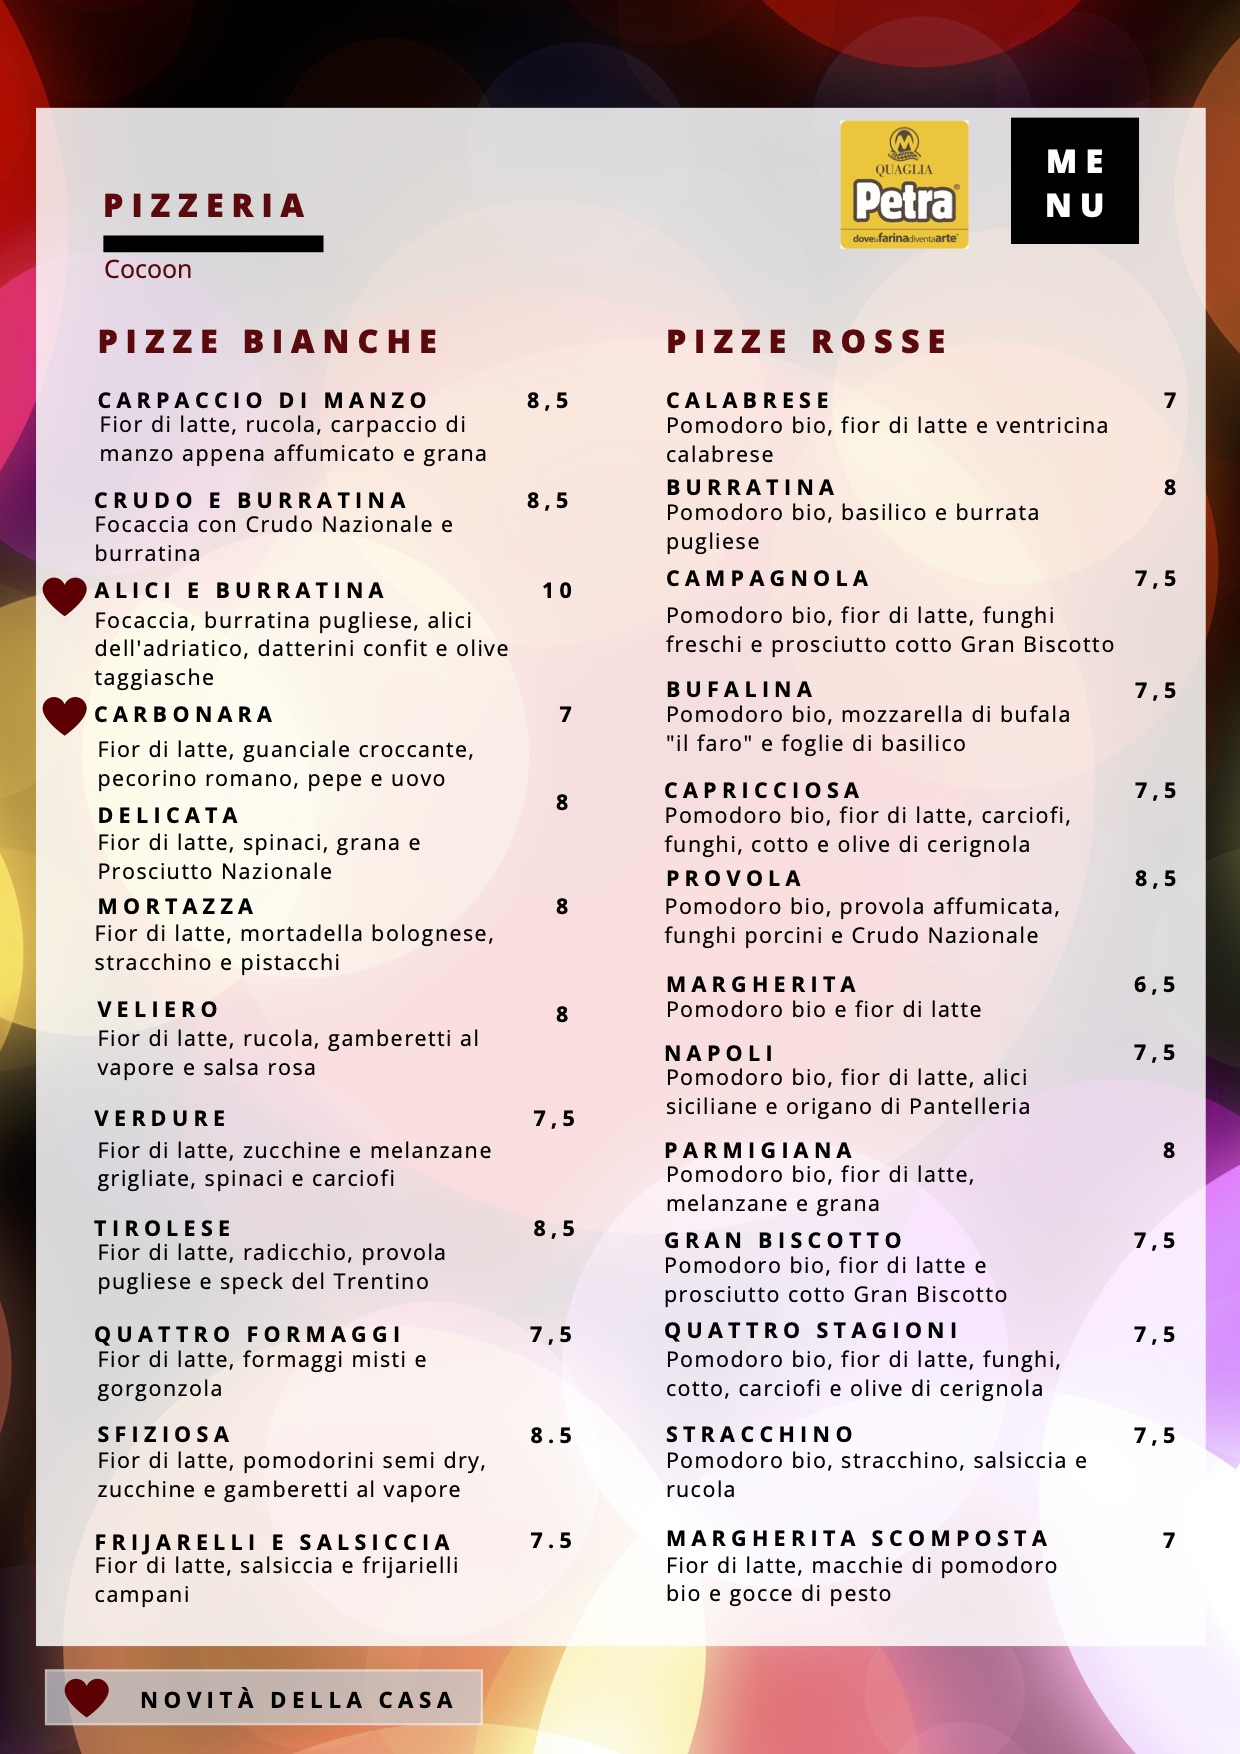 QUAGLIA
Petra®
dovelafarinadiventaarte
ME
NU
PIZZERIA
Cocoon
PIZZE BIANCHE
CARPACCIO DI MANZO 8,5
Fior di latte, rucola, carpaccio di
manzo appena affumicato e grana
CRUDO E BURRATINA 8,5
Focaccia con Crudo Nazionale e
burratina
ALICI E BURRATINA 10
Focaccia, burratina pugliese, alici
dell'adriatico, datterini confit e olive
taggiasche
CARBONARA 7
Fior di latte, guanciale croccante,
pecorino romano, pepe e uovo
DELICATA 8
Fior di latte, spinaci, grana e
Prosciutto Nazionale
MORTAZZA 8
Fior di latte, mortadella bolognese,
stracchino e pistacchi
VELIERO 8
Fior di latte, rucola, gamberetti al
vapore e salsa rosa
VERDURE 7,5
Fior di latte, zucchine e melanzane
grigliate, spinaci e carciofi
TIROLESE 8,5
Fior di latte, radicchio, provola
pugliese e speck del Trentino
QUATTRO FORMAGGI 7,5
Fior di latte, formaggi misti e
gorgonzola
SFIZIOSA 8.5
Fior di latte, pomodorini semi dry,
zucchine e gamberetti al vapore
FRIJARELLI E SALSICCIA 7.5
Fior di latte, salsiccia e frijarielli
campani
PIZZE ROSSE
CALABRESE 7
Pomodoro bio, fior di latte e ventricina
calabrese
BURRATINA 8
Pomodoro bio, basilico e burrata
pugliese
CAMPAGNOLA 7,5
Pomodoro bio, fior di latte, funghi
freschi e prosciutto cotto Gran Biscotto
BUFALINA 7,5
Pomodoro bio, mozzarella di bufala
"il faro" e foglie di basilico
CAPRICCIOSA 7,5
Pomodoro bio, fior di latte, carciofi,
funghi, cotto e olive di cerignola
PROVOLA 8,5
Pomodoro bio, provola affumicata,
funghi porcini e Crudo Nazionale
MARGHERITA 6,5
Pomodoro bio e fior di latte
NAPOLI 7,5
Pomodoro bio, fior di latte, alici
siciliane e origano di Pantelleria
PARMIGIANA 8
Pomodoro bio, fior di latte,
melanzane e grana
GRAN BISCOTTO 7,5
Pomodoro bio, fior di latte e
prosciutto cotto Gran Biscotto
QUATTRO STAGIONI 7,5
Pomodoro bio, fior di latte, funghi,
cotto, carciofi e olive di cerignola
STRACCHINO 7,5
Pomodoro bio, stracchino, salsiccia e
rucola
MARGHERITA SCOMPOSTA 7
Fior di latte, macchie di pomodoro
bio e gocce di pesto
NOVITÀ DELLA CASA